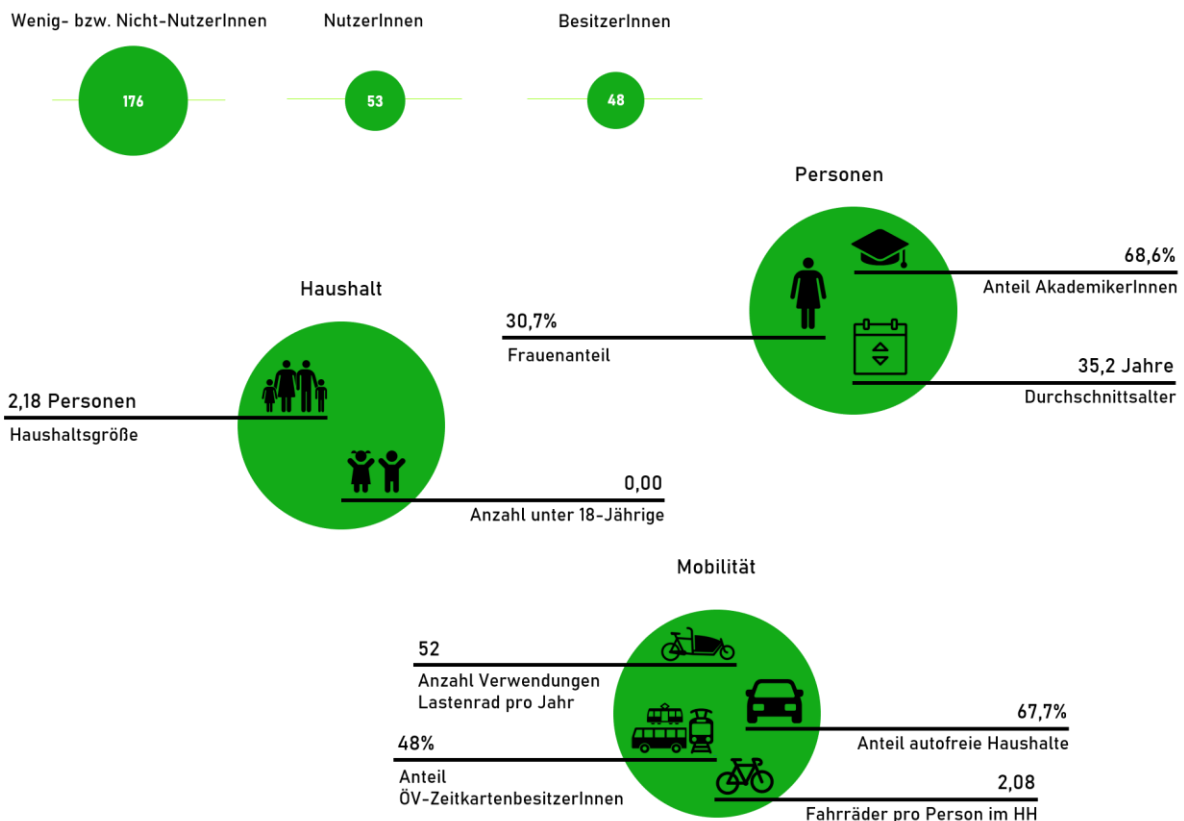 Wenig- bzw. Nicht-NutzerInnen
NutzerInnen
BesitzerInnen
176
53
48
Personen
68,6%
Anteil AkademikerInnen
30,7%
Frauenanteil
35,2 Jahre
Durchschnittsalter
Haushalt
2,18 Personen
Haushaltsgröße
0,00
Anzahl unter 18-Jährige
Mobilität
52
Anzahl Verwendungen
Lastenrad pro Jahr
67,7%
Anteil autofreie Haushalte
48%
Anteil
ÖV-ZeitkartenbesitzerInnen
2,08
Fahrräder pro Person im HH